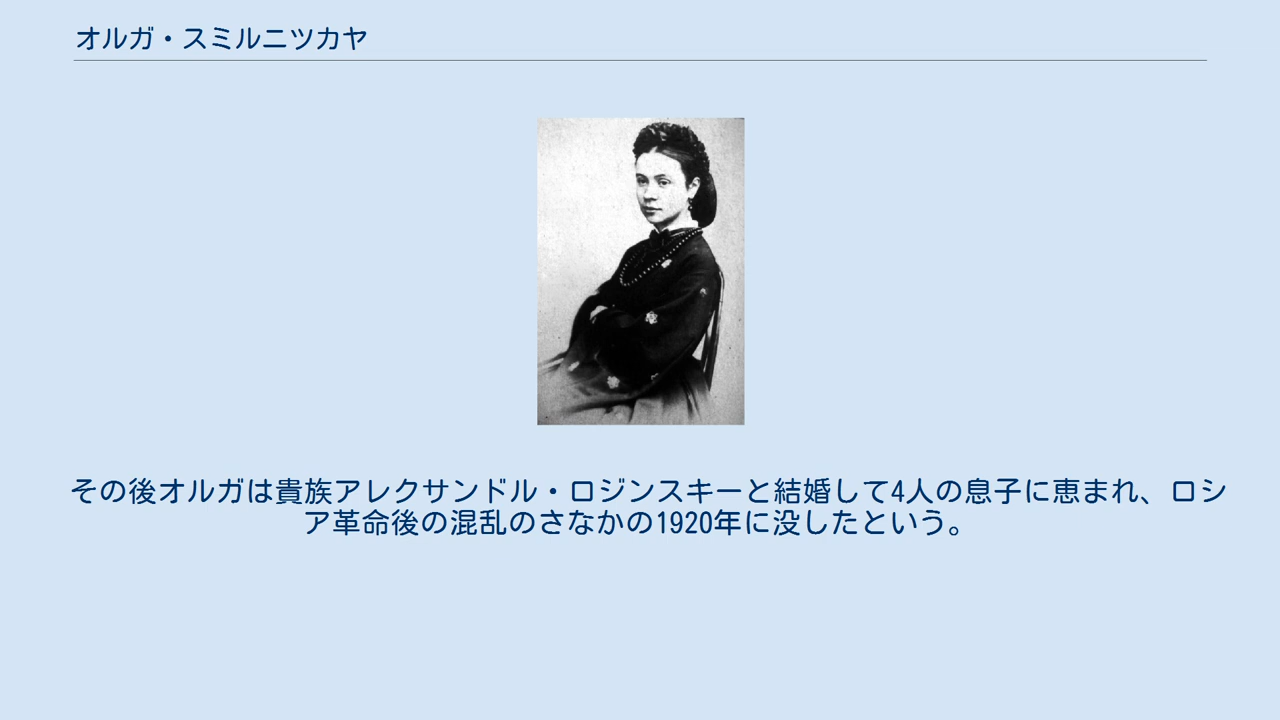 オルガ・スミルニツカヤ
その後オルガは貴族アレクサンドル・ロジンスキーと結婚して4人の息子に恵まれ、ロシ
ア革命後の混乱のさなかの1920年に没したという。